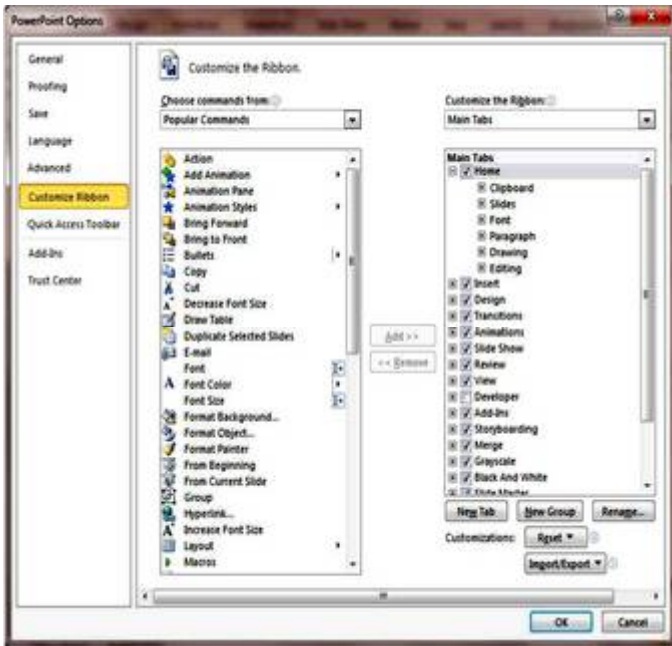 PowerPoint Options
General
Proofing
Save
Language
Advanced
Customize Ribbon
Quick Access Toolbar
Add-Ins
Trust Center
Customize the Ribbon.
Choose commands from:
Popular Commands
Action
Add Animation
Animation Pane
Animation Styles
Bring Forward
Bring to Front
Bullets
Copy
Cut
Decrease Font Size
Draw Table
Duplicate Selected Slides
E-mail
Font
Font Color
Font Size
Format Background...
Format Object...
Format Painter
From Beginning
From Current Slide
Group
Hyperlink...
Increase Font Size
Layout
Macros
Add >>
<< Remove
Customize the Ribbon:
Main Tabs
Main Tabs
Home
Clipboard
Slides
Font
Paragraph
Drawing
Editing
Insert
Design
Transitions
Animations
Slide Show
Review
View
Developer
Add-Ins
Storyboarding
Merge
Grayscale
Black And White
Slide Master
New Tab
New Group
Rename...
Customizations:
Reset
Import/Export
OK
Cancel